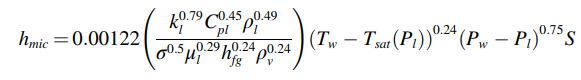 h_{mic} = 0.00122 \left( \frac{k_l^{0.79} C_{pl}^{0.45} \rho_l^{0.49}}{\sigma^{0.5} \mu_l^{0.29} h_{fg}^{0.24} \rho_v^{0.24}} \right) (T_w - T_{sat}(P_l))^{0.24} (P_w - P_l)^{0.75} S